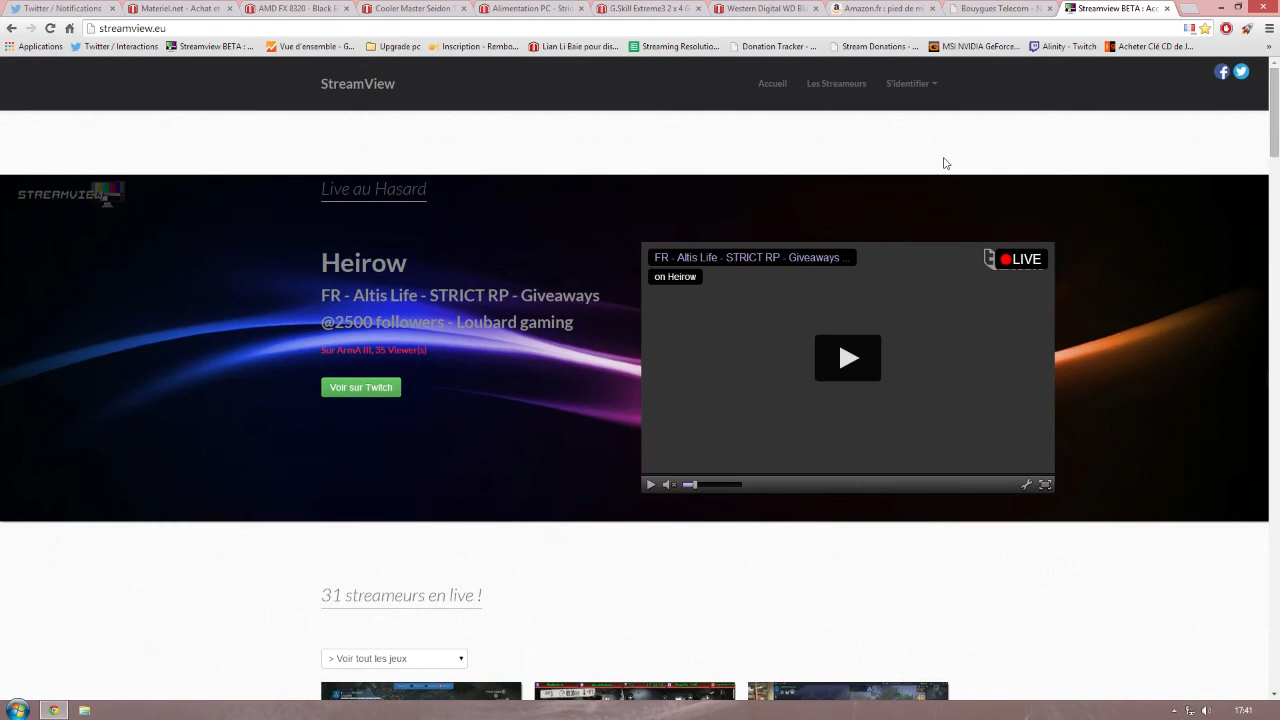 Twitter / Notifications
Materiel.net - Achat et
AMD FX 8320 - Black E
Cooler Master Seidon 1
Alimentation PC - Stric
G.Skill Extreme3 2 x 4 G
Western Digital WD Blu
Amazon.fr : pied de mi
Bouygues Telecom - N
Streamview BETA : Acc
streamview.eu
Applications
Twitter / Interactions
Streamview BETA : ...
Vue d'ensemble - G...
Upgrade pc
Inscription - Rembo...
Lian Li Baie pour dis...
Streaming Resolutio...
Donation Tracker - ...
Stream Donations - ...
MSI NVIDIA GeForce...
Alinity - Twitch
Acheter Clé CD de J...
»
StreamView
Accueil
Les Streameurs
S'identifier
STREAMVIEW
Live au Hasard
Heirow
FR - Altis Life - STRICT RP - Giveaways
@2500 followers - Loubard gaming
Sur ArmA III, 35 Viewer(s)
Voir sur Twitch
FR - Altis Life - STRICT RP - Giveaways ...
on Heirow
LIVE
31 streameurs en live !
> Voir tout les jeux
17:41